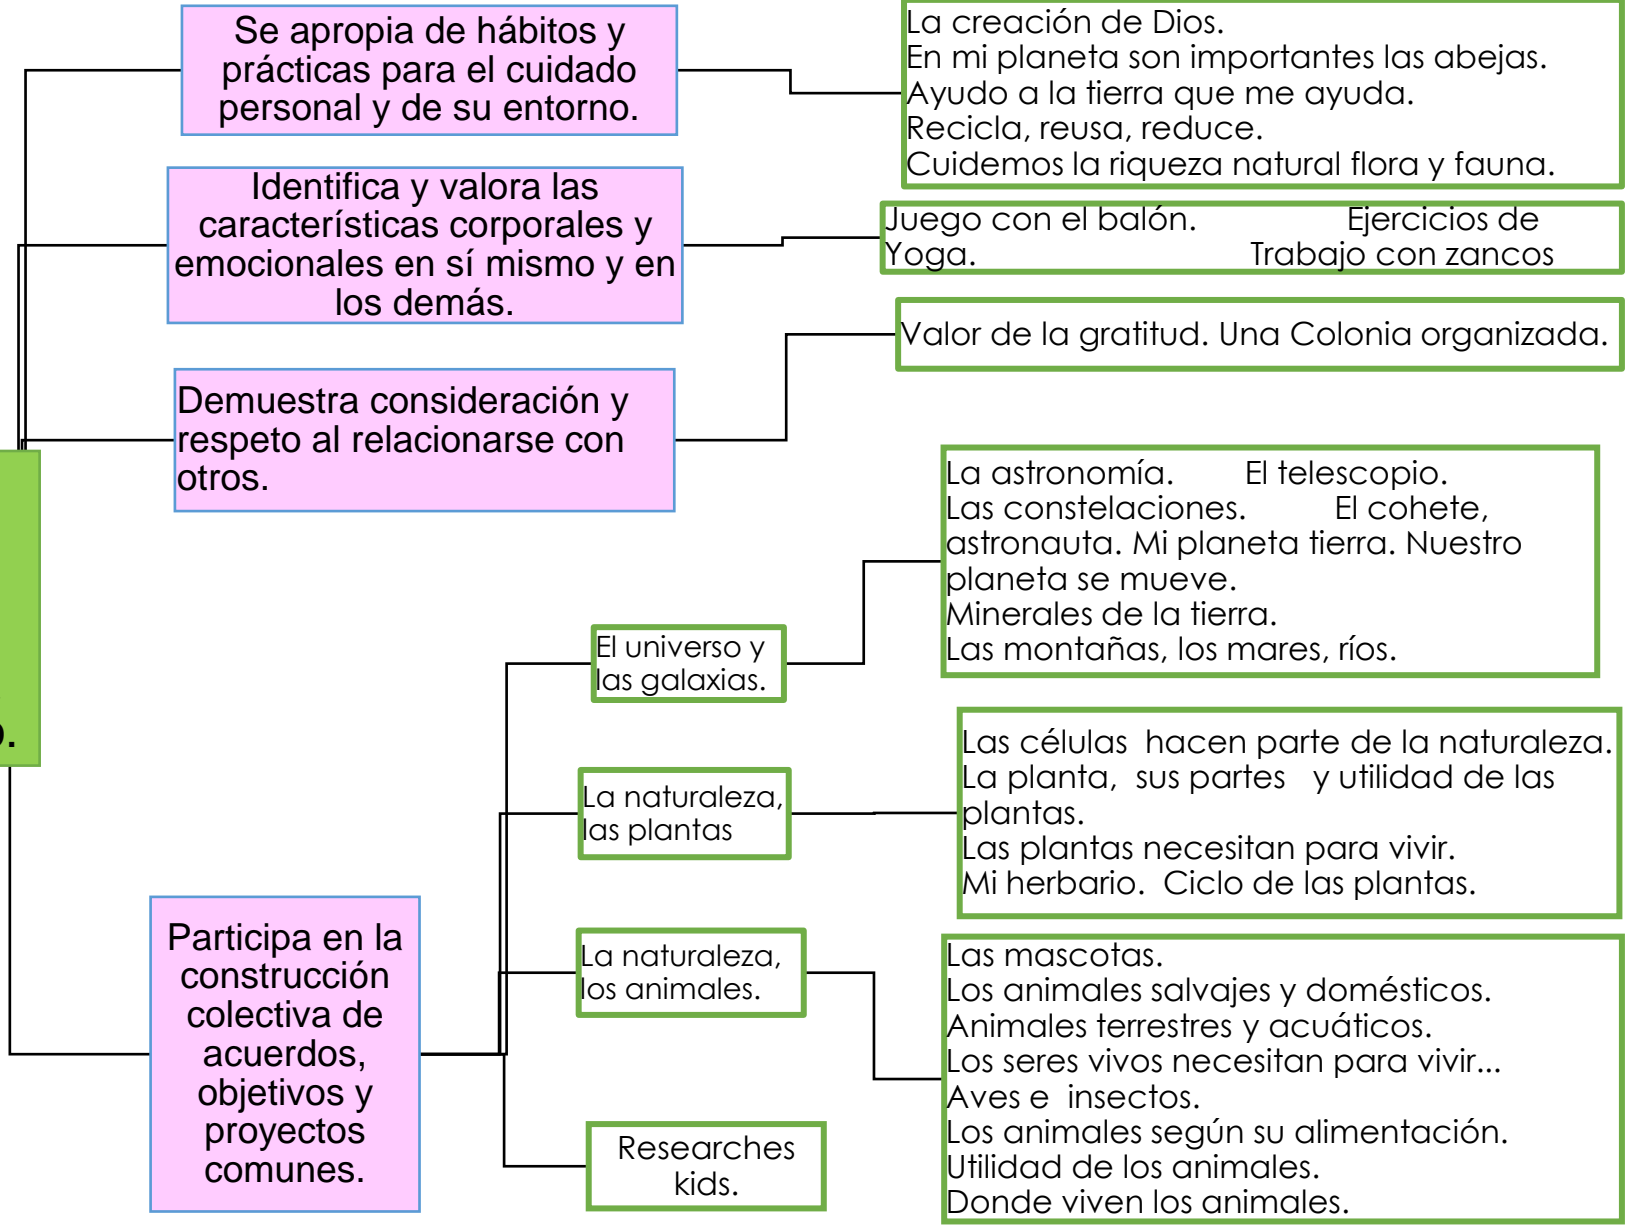 Se apropia de hábitos y
prácticas para el cuidado
personal y de su entorno.
La creación de Dios.
En mi planeta son importantes las abejas.
Ayudo a la tierra que me ayuda.
Recicla, reusa, reduce.
Cuidemos la riqueza natural flora y fauna.
Identifica y valora las
características corporales y
emocionales en sí mismo y en
los demás.
Juego con el balón. Ejercicios de
Yoga. Trabajo con zancos
Demuestra consideración y
respeto al relacionarse con
otros.
Valor de la gratitud. Una Colonia organizada.
Participa en la
construcción
colectiva de
acuerdos,
objetivos y
proyectos
comunes.
El universo y
las galaxias.
La astronomía. El telescopio.
Las constelaciones. El cohete,
astronauta. Mi planeta tierra. Nuestro
planeta se mueve.
Minerales de la tierra.
Las montañas, los mares, ríos.
La naturaleza,
las plantas
Las células hacen parte de la naturaleza.
La planta, sus partes y utilidad de las
plantas.
Las plantas necesitan para vivir.
Mi herbario. Ciclo de las plantas.
La naturaleza,
los animales.
Las mascotas.
Los animales salvajes y domésticos.
Animales terrestres y acuáticos.
Los seres vivos necesitan para vivir...
Aves e insectos.
Los animales según su alimentación.
Utilidad de los animales.
Donde viven los animales.
Researches
kids.